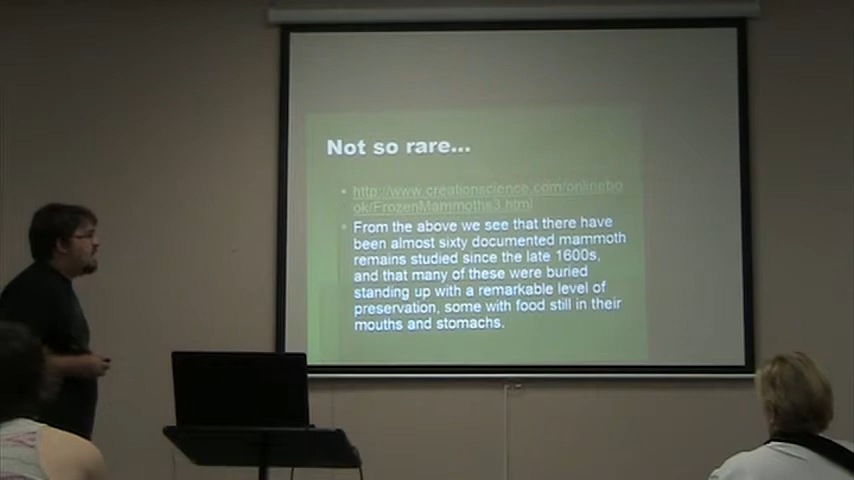 Not so rare...
• http://www.creationscience.com/onlinebo
ok/FrozenMammoths3.html
• From the above we see that there have
been almost sixty documented mammoth
remains studied since the late 1600s,
and that many of these were buried
standing up with a remarkable level of
preservation, some with food still in their
mouths and stomachs.